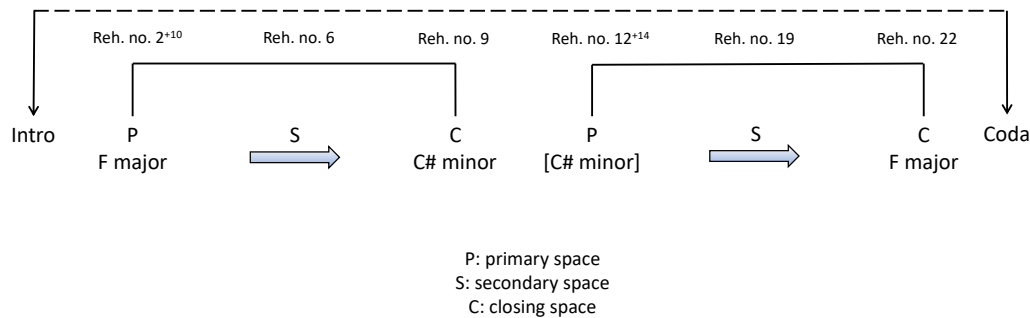 Reh. no. 2+10 Reh. no. 6 Reh. no. 9 Reh. no. 12+14 Reh. no. 19 Reh. no. 22
Intro P S C P S C Coda
F major C# minor [C# minor] F major
P: primary space
S: secondary space
C: closing space